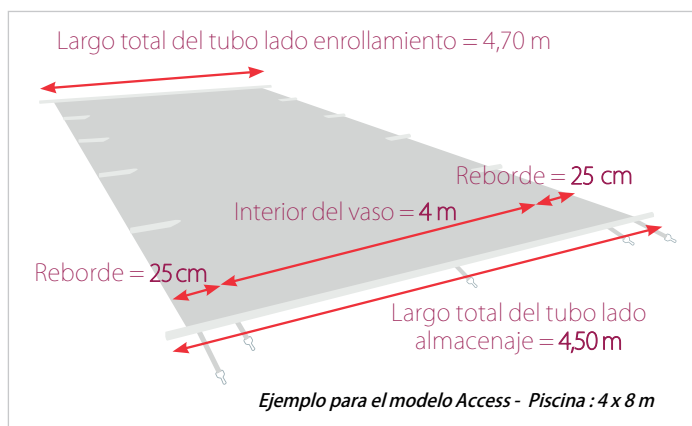 Largo total del tubo lado enrollamiento = 4,70 m
Reborde = 25 cm
Interior del vaso = 4 m
Reborde = 25 cm
Largo total del tubo lado
almacenaje = 4,50 m
Ejemplo para el modelo Access - Piscina : 4 x 8 m